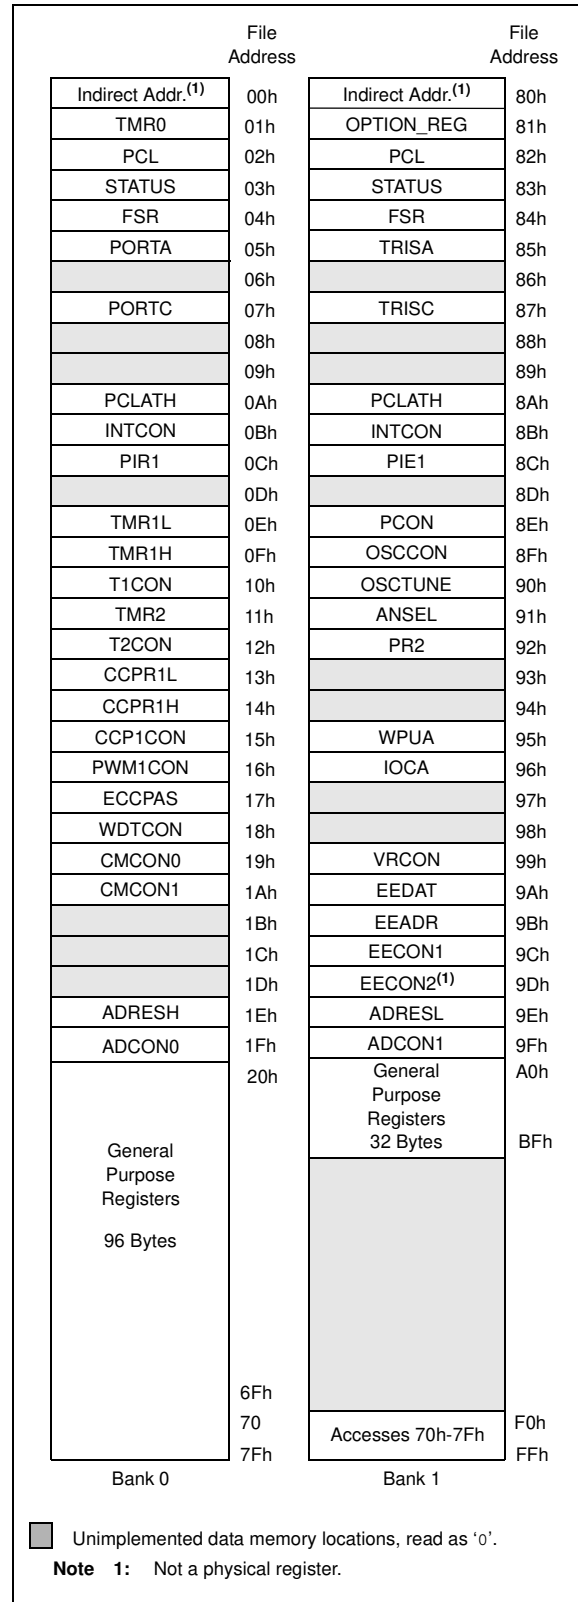 File Address
File Address
Indirect Addr.(1) 00h Indirect Addr.(1) 80h
TMR0 01h OPTION_REG 81h
PCL 02h PCL 82h
STATUS 03h STATUS 83h
FSR 04h FSR 84h
PORTA 05h TRISA 85h
06h 86h
PORTC 07h TRISC 87h
08h 88h
09h 89h
PCLATH 0Ah PCLATH 8Ah
INTCON 0Bh INTCON 8Bh
PIR1 0Ch PIE1 8Ch
0Dh 8Dh
TMR1L 0Eh PCON 8Eh
TMR1H 0Fh OSCCON 8Fh
T1CON 10h OSCTUNE 90h
TMR2 11h ANSEL 91h
T2CON 12h PR2 92h
CCPR1L 13h 93h
CCPR1H 14h 94h
CCP1CON 15h WPUA 95h
PWM1CON 16h IOCA 96h
ECCPAS 17h 97h
WDTCON 18h 98h
CMCON0 19h VRCON 99h
CMCON1 1Ah EEDAT 9Ah
1Bh EEADR 9Bh
1Ch EECON1 9Ch
1Dh EECON2(1) 9Dh
ADRESH 1Eh ADRESL 9Eh
ADCON0 1Fh ADCON1 9Fh
20h General A0h
Purpose
Registers
32 Bytes BFh
General
Purpose
Registers
96 Bytes
6Fh
70 Accesses 70h-7Fh F0h
7Fh FFh
Bank 0 Bank 1
Unimplemented data memory locations, read as ‘0’.
Note 1: Not a physical register.